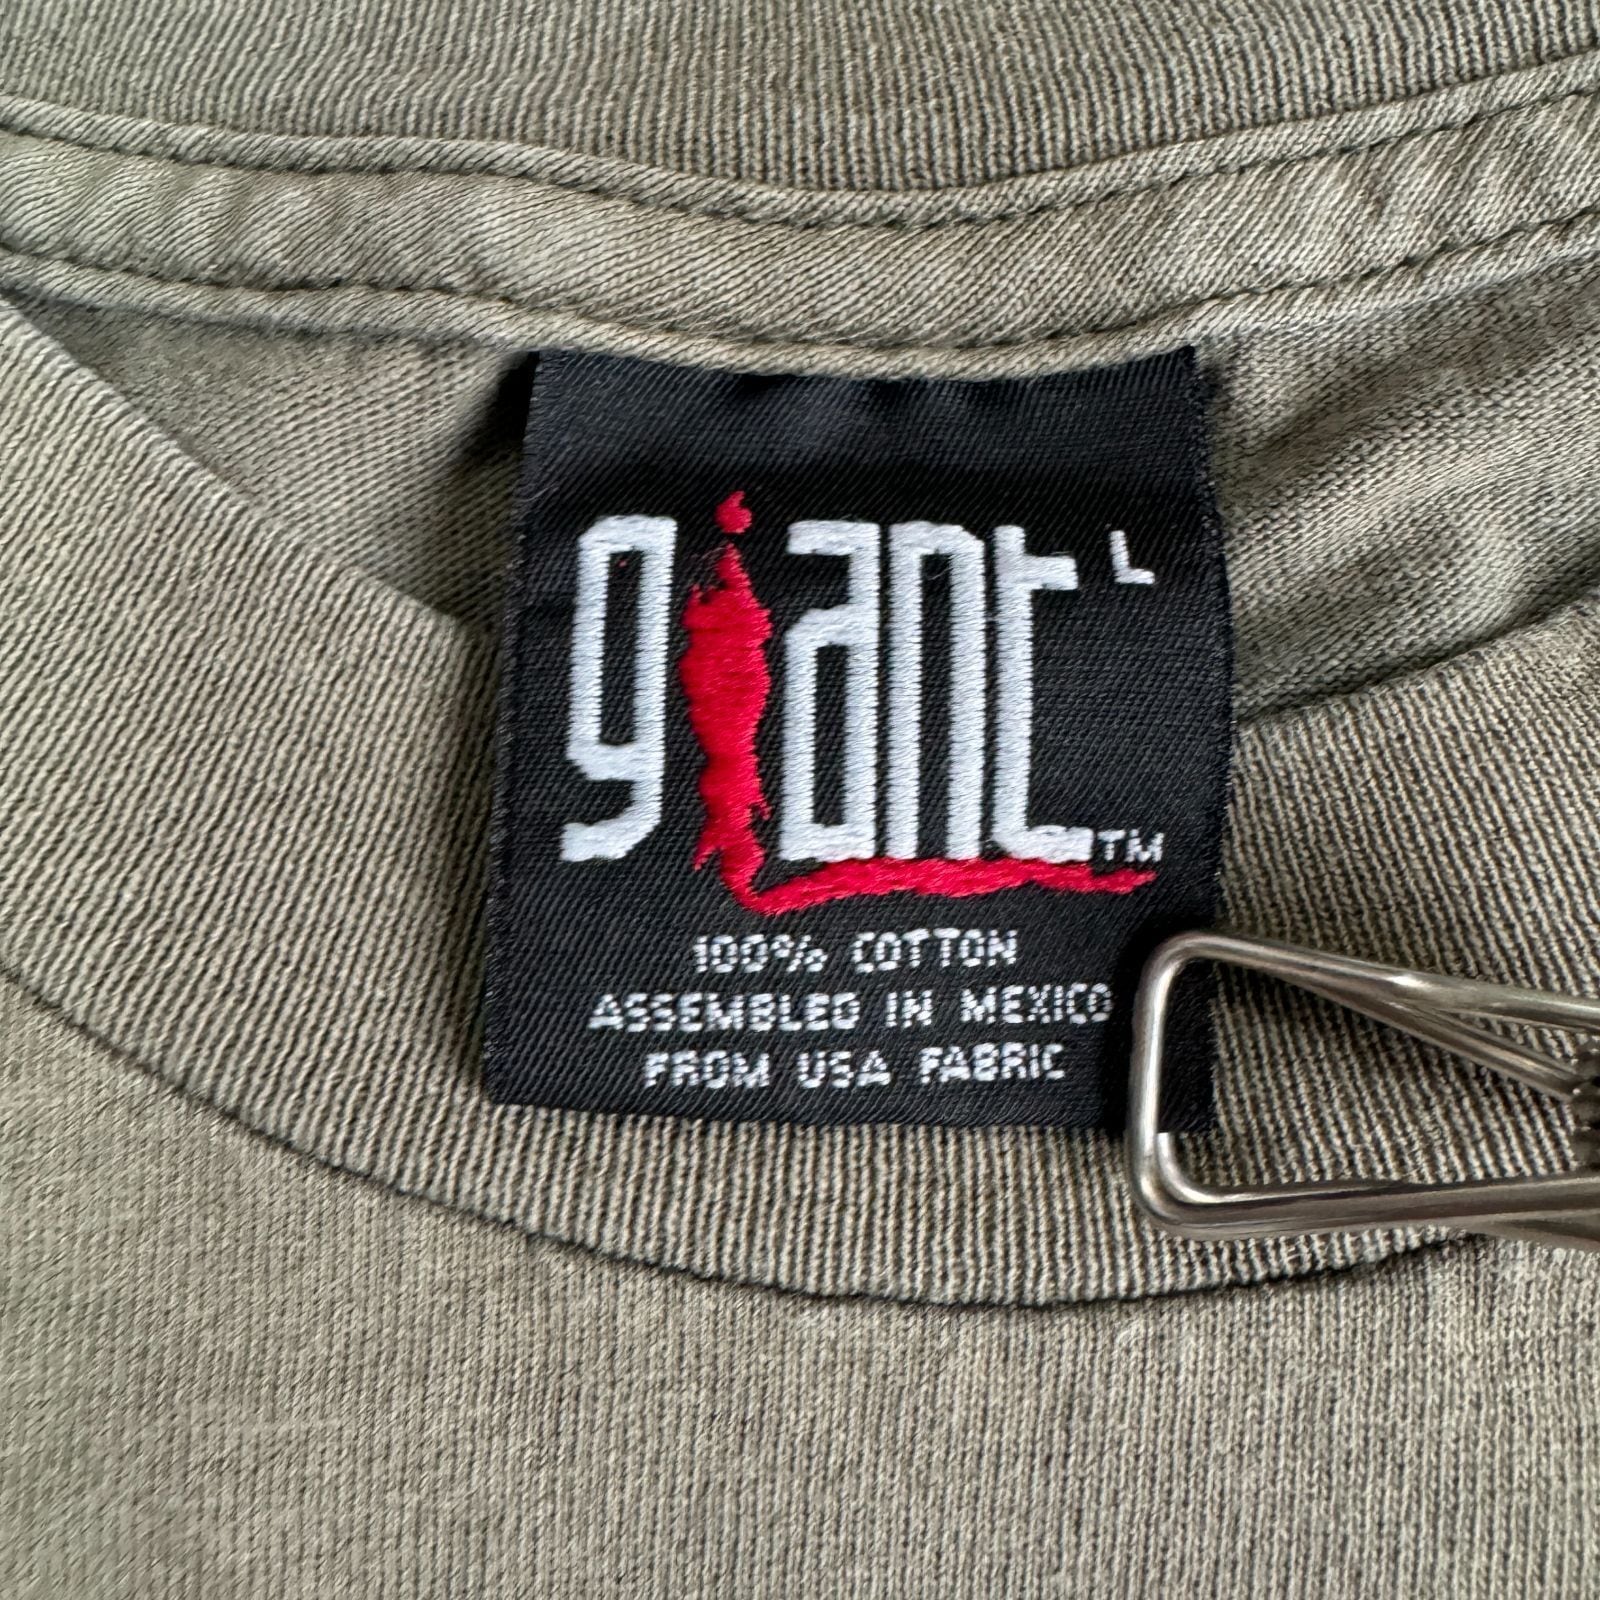 giant L
TM
100% COTTON
ASSEMBLED IN MEXICO
FROM USA FABRIC